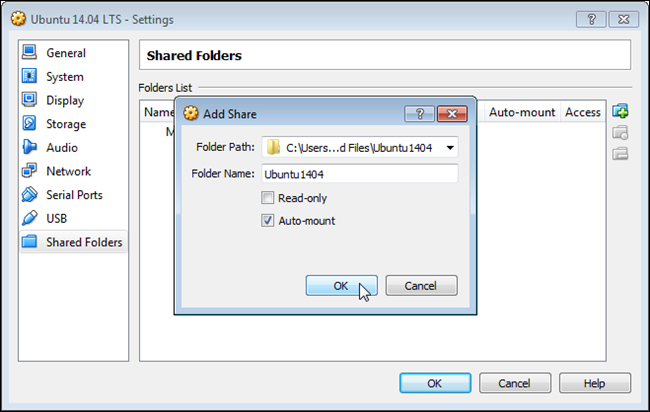 Ubuntu 14.04 LTS - Settings
General
System
Display
Storage
Audio
Network
Serial Ports
USB
Shared Folders
Shared Folders
Folders List
Name
Auto-mount
Access
M
Add Share
Folder Path:
C:\Users...d Files\Ubuntu1404
Folder Name:
Ubuntu1404
Read-only
Auto-mount
OK
Cancel
OK
Cancel
Help